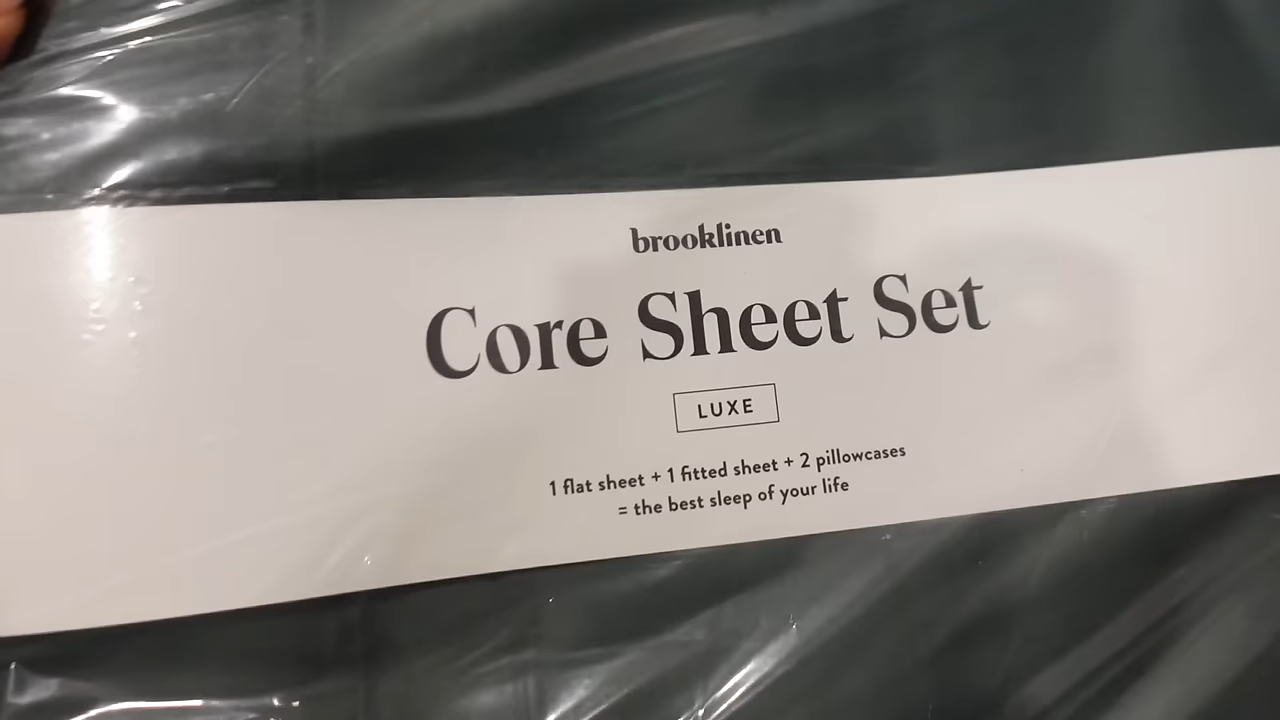 brooklinen
Core Sheet Set
LUXE
1 flat sheet + 1 fitted sheet + 2 pillowcases
= the best sleep of your life